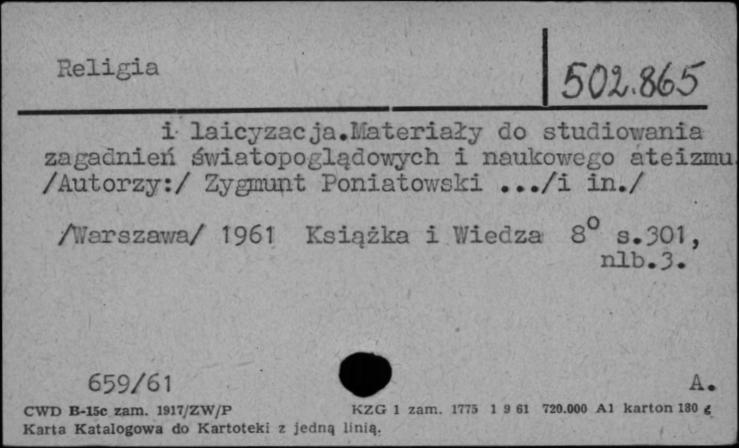 Religia
502.865
i laicyzacja.Materiały do studiowania
zagadnień światopoglądowych i naukowego ateizmu.
/Autorzy:/ Zygmunt Poniatowski .../i in./
/Warszawa/ 1961 Książka i Wiedza 8° s.301,
nlb.3.
659/61 A.
CWD B-15c zam. 1917/ZW/P KZG 1 zam. 1775 1 9 61 720.000 A1 karton 180 g
Karta Katalogowa do Kartoteki z jedną linią.